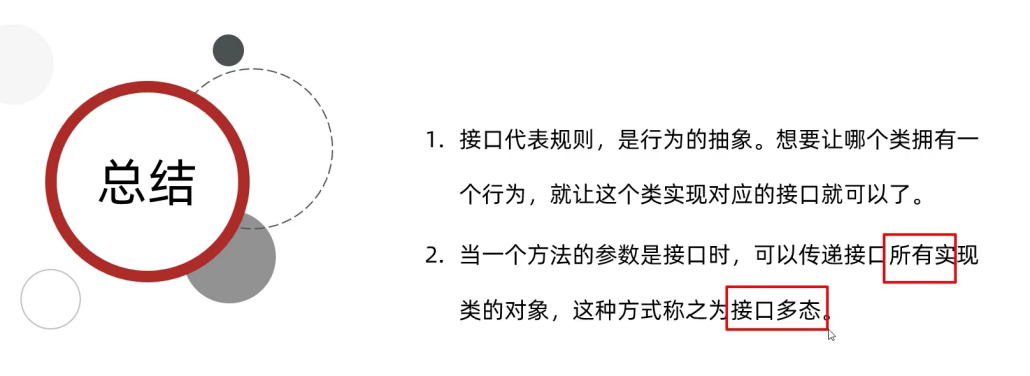 总结
1. 接口代表规则，是行为的抽象。想要让哪个类拥有一
个行为，就让这个类实现对应的接口就可以了。
2. 当一个方法的参数是接口时，可以传递接口所有实现
类的对象，这种方式称之为接口多态。